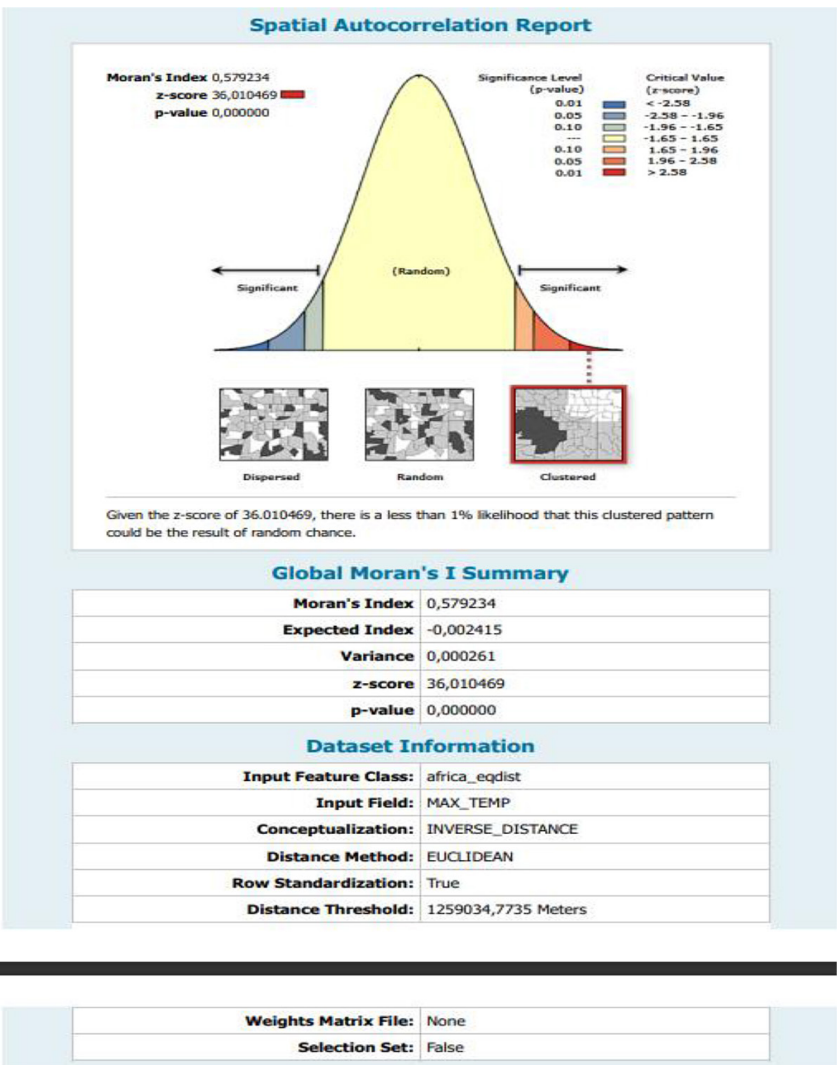 Spatial Autocorrelation Report
Moran's Index 0,579234
z-score 36,010469
p-value 0,000000
Significance Level (p-value)
Critical Value (z-score)
0.01 < -2.58
0.05 -2.58 – -1.96
0.10 -1.96 – -1.65
--- -1.65 – 1.65
0.10 1.65 – 1.96
0.05 1.96 – 2.58
0.01 > 2.58
(Random)
Significant
Significant
Dispersed
Random
Clustered
Given the z-score of 36.010469, there is a less than 1% likelihood that this clustered pattern
could be the result of random chance.
Global Moran's I Summary
Moran's Index 0,579234
Expected Index -0,002415
Variance 0,000261
z-score 36,010469
p-value 0,000000
Dataset Information
Input Feature Class: africa_eqdist
Input Field: MAX_TEMP
Conceptualization: INVERSE_DISTANCE
Distance Method: EUCLIDEAN
Row Standardization: True
Distance Threshold: 1259034,7735 Meters
Weights Matrix File: None
Selection Set: False